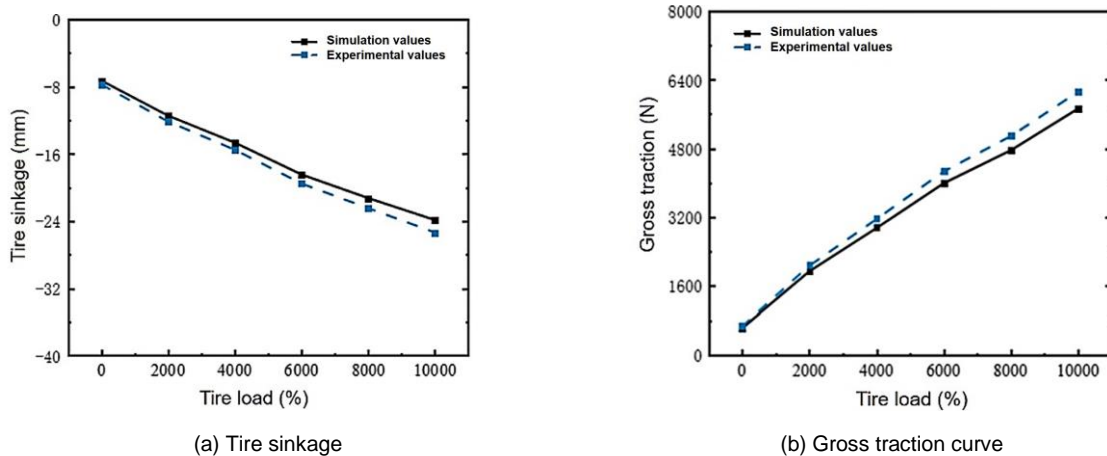 0
−8
−16
−24
−32
−40
Tire sinkage (mm)
Simulation values
Experimental values
0 2000 4000 6000 8000 10000
Tire load (%)
(a) Tire sinkage
8000
6400
4800
3200
1600
0
Gross traction (N)
Simulation values
Experimental values
0 2000 4000 6000 8000 10000
Tire load (%)
(b) Gross traction curve